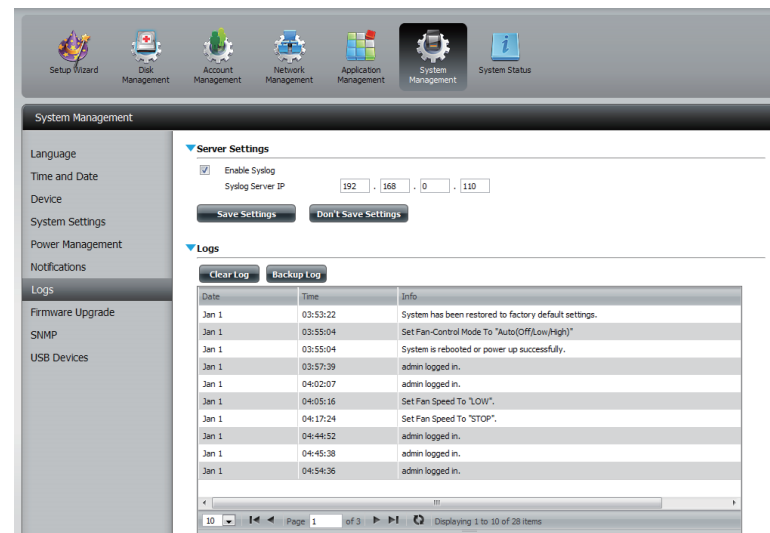 Setup Wizard
Disk Management
Account Management
Network Management
Application Management
System Management
System Status
System Management
Language
Time and Date
Device
System Settings
Power Management
Notifications
Logs
Firmware Upgrade
SNMP
USB Devices
Server Settings
Enable Syslog
Syslog Server IP 192 . 168 . 0 . 110
Save Settings Don't Save Settings
Logs
Clear Log Backup Log
Date Time Info
Jan 1 03:53:22 System has been restored to factory default settings.
Jan 1 03:55:04 Set Fan-Control Mode To "Auto(Off/Low/High)"
Jan 1 03:55:04 System is rebooted or power up successfully.
Jan 1 03:57:39 admin logged in.
Jan 1 04:02:07 admin logged in.
Jan 1 04:05:16 Set Fan Speed To "LOW".
Jan 1 04:17:24 Set Fan Speed To "STOP".
Jan 1 04:44:52 admin logged in.
Jan 1 04:45:38 admin logged in.
Jan 1 04:54:36 admin logged in.
10 Page 1 of 3 Displaying 1 to 10 of 28 items